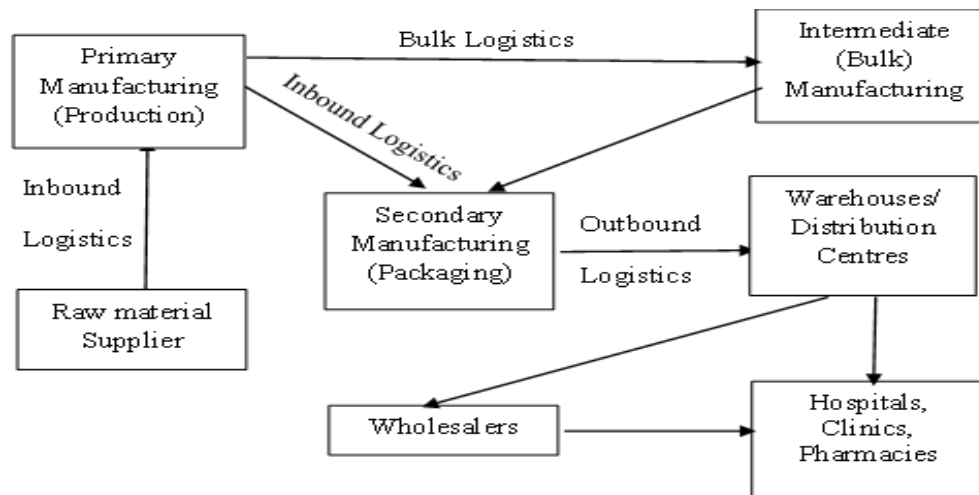 Primary
Manufacturing
(Production)
Bulk Logistics
Intermediate
(Bulk)
Manufacturing
Inbound Logistics
Inbound
Logistics
Secondary
Manufacturing
(Packaging)
Outbound
Logistics
Warehouses/
Distribution
Centres
Raw material
Supplier
Wholesalers
Hospitals,
Clinics,
Pharmacies